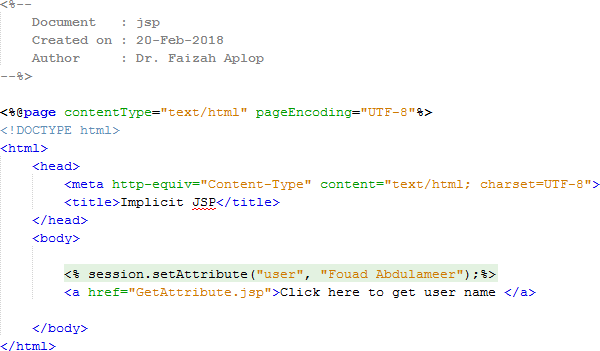 <%--
Document : jsp
Created on : 20-Feb-2018
Author : Dr. Faizah Aplop
--%>
<%@page contentType="text/html" pageEncoding="UTF-8"%>
<!DOCTYPE html>
<html>
<head>
<meta http-equiv="Content-Type" content="text/html; charset=UTF-8">
<title>Implicit JSP</title>
</head>
<body>
<% session.setAttribute("user", "Fouad Abdulameer");%>
<a href="GetAttribute.jsp">Click here to get user name </a>
</body>
</html>